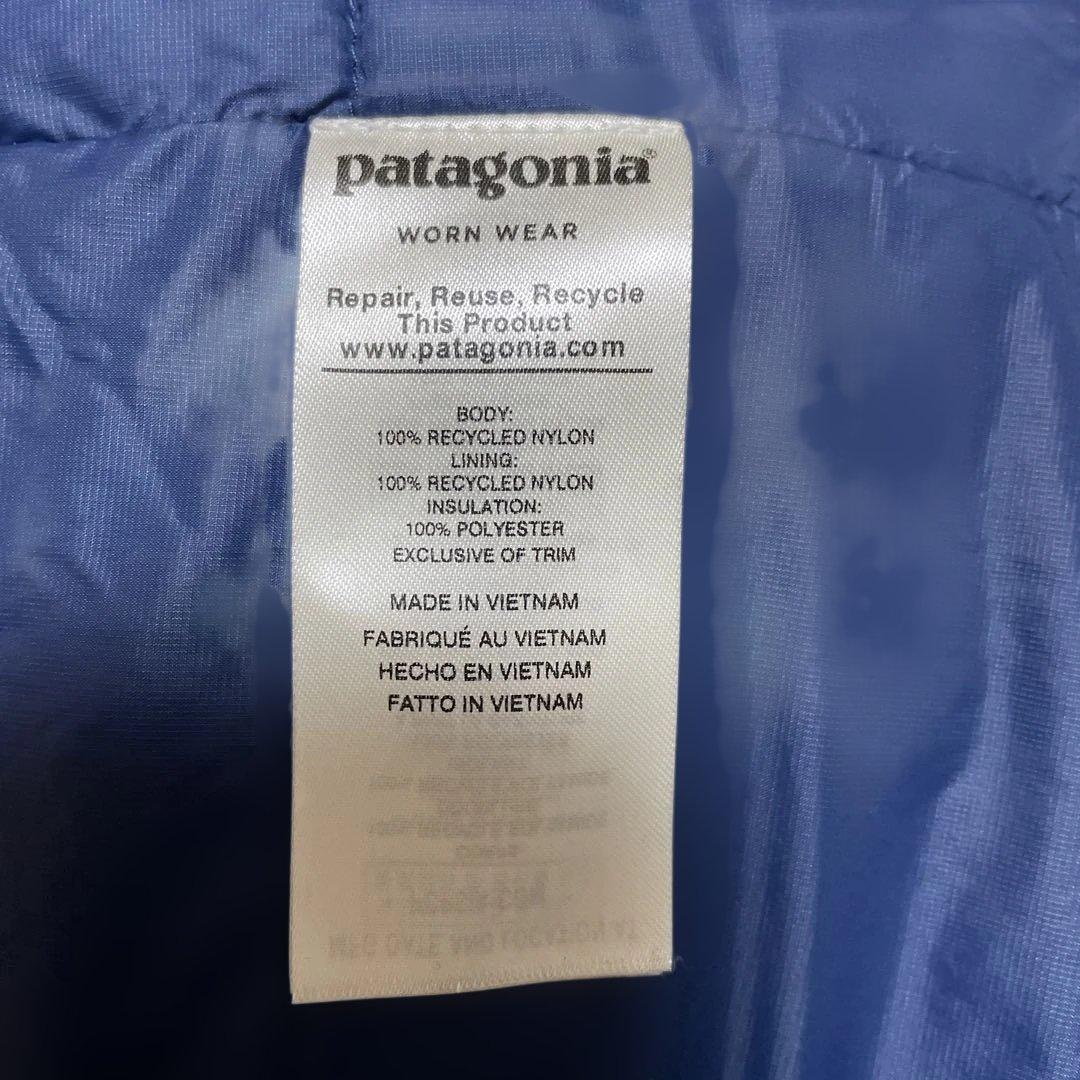 patagonia®
WORN WEAR
Repair, Reuse, Recycle
This Product
www.patagonia.com
BODY:
100% RECYCLED NYLON
LINING:
100% RECYCLED NYLON
INSULATION:
100% POLYESTER
EXCLUSIVE OF TRIM
MADE IN VIETNAM
FABRIQUÉ AU VIETNAM
HECHO EN VIETNAM
FATTO IN VIETNAM